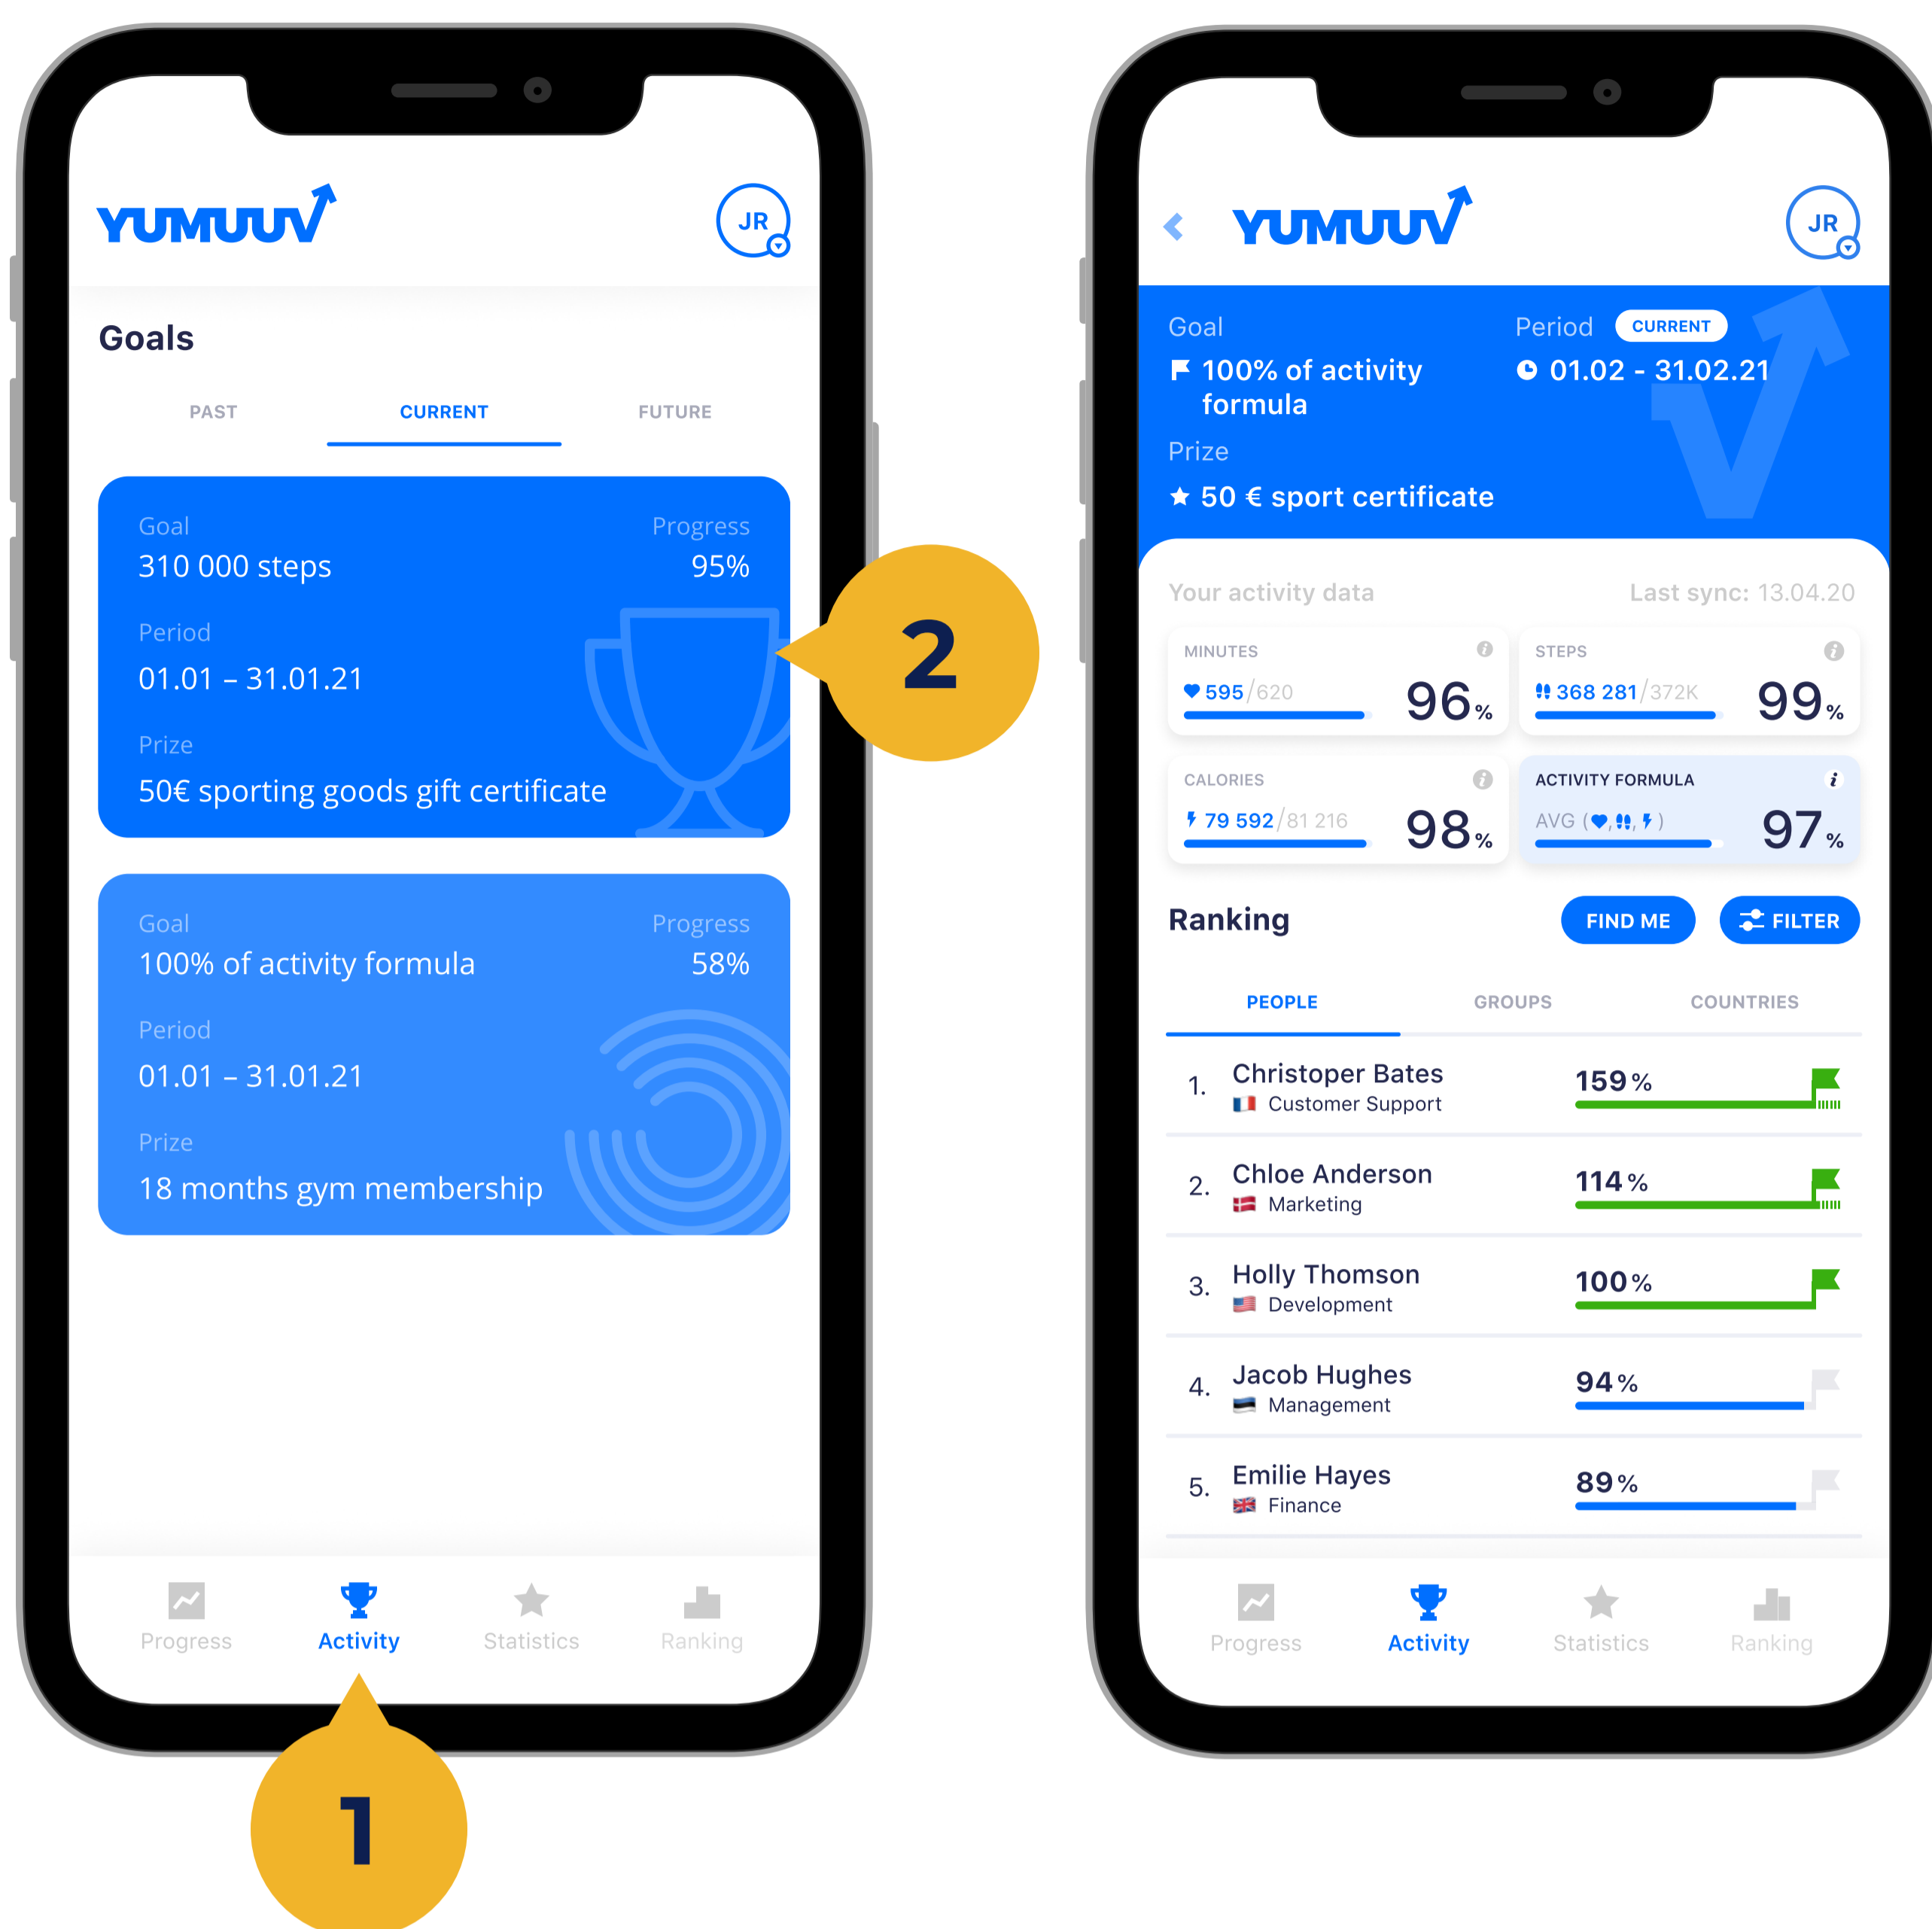 YUMUUV
JR
Goals
PAST CURRENT FUTURE
Goal Progress
310 000 steps 95%
Period
01.01 – 31.01.21
Prize
50€ sporting goods gift certificate
Goal Progress
100% of activity formula 58%
Period
01.01 – 31.01.21
Prize
18 months gym membership
Progress Activity Statistics Ranking
1
2
YUMUUV
JR
Goal Period CURRENT
100% of activity 01.02 - 31.02.21
formula
Prize
50 € sport certificate
Your activity data Last sync: 13.04.20
MINUTES
595/620 96%
STEPS
368 281/372K 99%
CALORIES
79 592/81 216 98%
ACTIVITY FORMULA
AVG ( , , ) 97%
Ranking FIND ME FILTER
PEOPLE GROUPS COUNTRIES
1. Christoper Bates 159%
Customer Support
2. Chloe Anderson 114%
Marketing
3. Holly Thomson 100%
Development
4. Jacob Hughes 94%
Management
5. Emilie Hayes 89%
Finance
Progress Activity Statistics Ranking